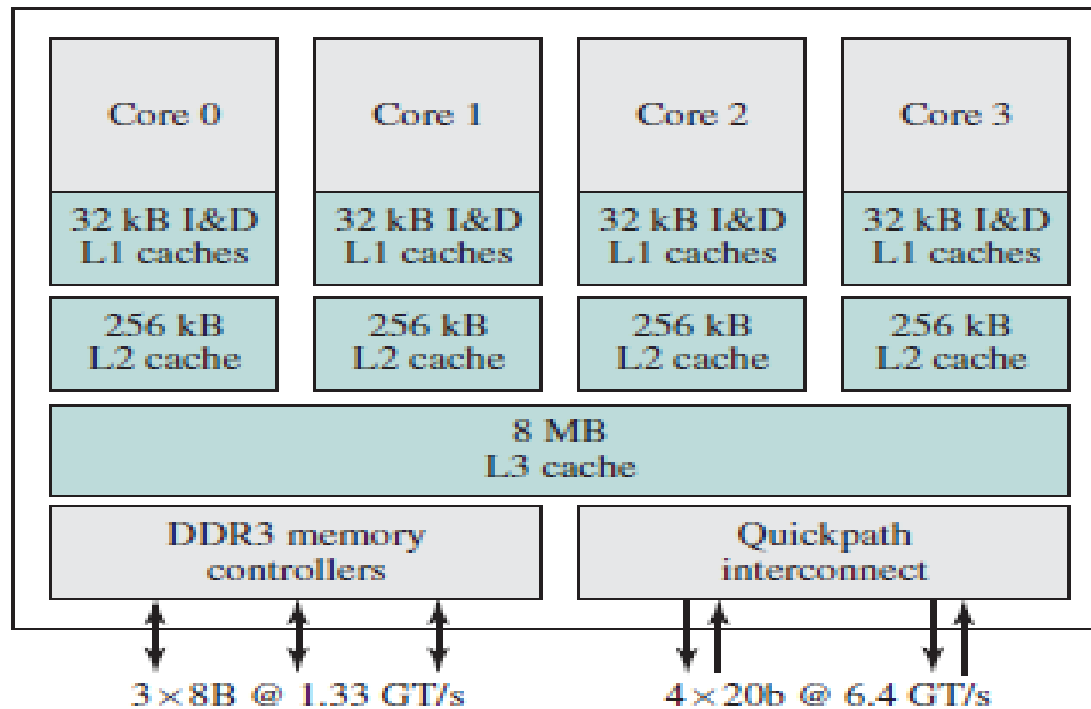 Core 0
Core 1
Core 2
Core 3
32 kB I&D
L1 caches
32 kB I&D
L1 caches
32 kB I&D
L1 caches
32 kB I&D
L1 caches
256 kB
L2 cache
256 kB
L2 cache
256 kB
L2 cache
256 kB
L2 cache
8 MB
L3 cache
DDR3 memory
controllers
Quickpath
interconnect
3×8B @ 1.33 GT/s
4×20b @ 6.4 GT/s